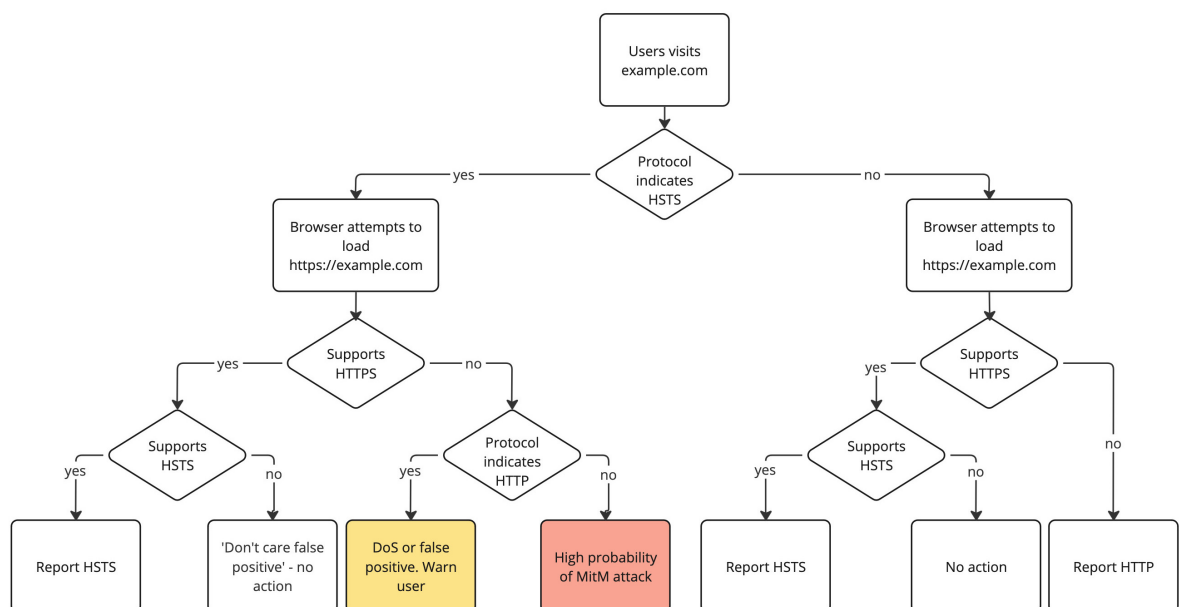 Users visits
example.com
Protocol
indicates
HSTS
yes
no
Browser attempts to
load
https://example.com
Browser attempts to
load
https://example.com
Supports
HTTPS
yes
no
Supports
HTTPS
yes
no
Supports
HSTS
yes
no
Protocol
indicates
HTTP
yes
no
Supports
HSTS
yes
no
Report HSTS
'Don't care false
positive' - no
action
DoS or false
positive. Warn
user
High probability
of MitM attack
Report HSTS
No action
Report HTTP